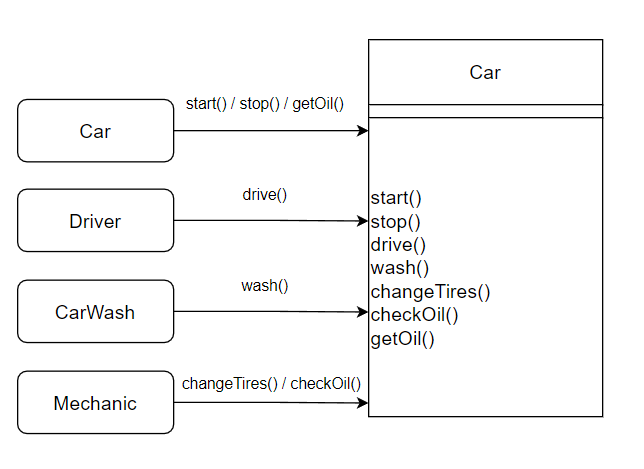 Car
start() / stop() / getOil()
Car
drive()
Driver
wash()
CarWash
changeTires() / checkOil()
Mechanic
start()
stop()
drive()
wash()
changeTires()
checkOil()
getOil()